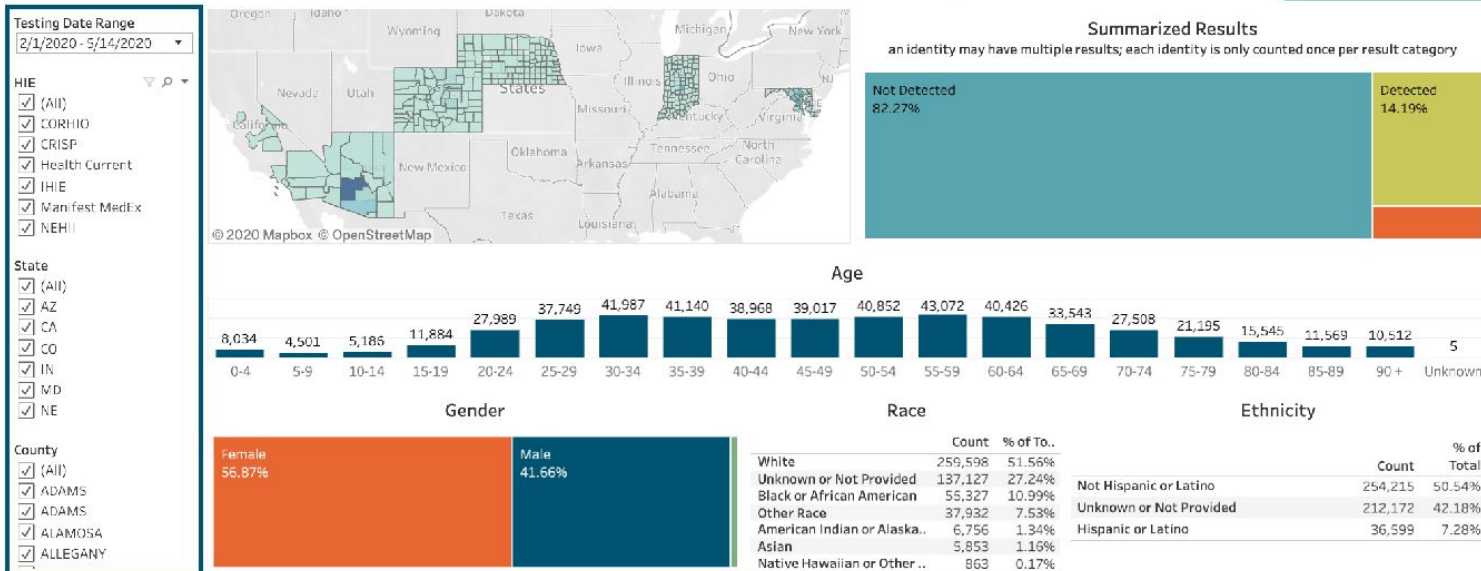 Testing Date Range
2/1/2020 - 5/14/2020
HIE
(All)
CORHIO
CRISP
Health Current
IHIE
Manifest MedEx
NEHII
State
(All)
AZ
CA
CO
IN
MD
NE
County
(All)
ADAMS
ADAMS
ALAMOSA
ALLEGANY
Oregon Idaho Dakota
Wyoming Michigan New York
Iowa
Nevada Utah States Illinois Ohio NJ
California Missouri Kentucky Virginia
New Mexico Oklahoma Arkansas Tennessee North
Carolina
Alabama
Texas Louisiana
© 2020 Mapbox © OpenStreetMap
Summarized Results
an identity may have multiple results; each identity is only counted once per result category
Not Detected
82.27%
Detected
14.19%
Age
8,034 4,501 5,186 11,884 27,989 37,749 41,987 41,140 38,968 39,017 40,852 43,072 40,426 33,543 27,508 21,195 15,545 11,569 10,512 5
0-4 5-9 10-14 15-19 20-24 25-29 30-34 35-39 40-44 45-49 50-54 55-59 60-64 65-69 70-74 75-79 80-84 85-89 90 + Unknown
Gender
Female
56.87%
Male
41.66%
Race
Count % of To..
White 259,598 51.56%
Unknown or Not Provided 137,127 27.24%
Black or African American 55,327 10.99%
Other Race 37,932 7.53%
American Indian or Alaska.. 6,756 1.34%
Asian 5,853 1.16%
Native Hawaiian or Other .. 863 0.17%
Ethnicity
% of
Count Total
Not Hispanic or Latino 254,215 50.54%
Unknown or Not Provided 212,172 42.18%
Hispanic or Latino 36,599 7.28%